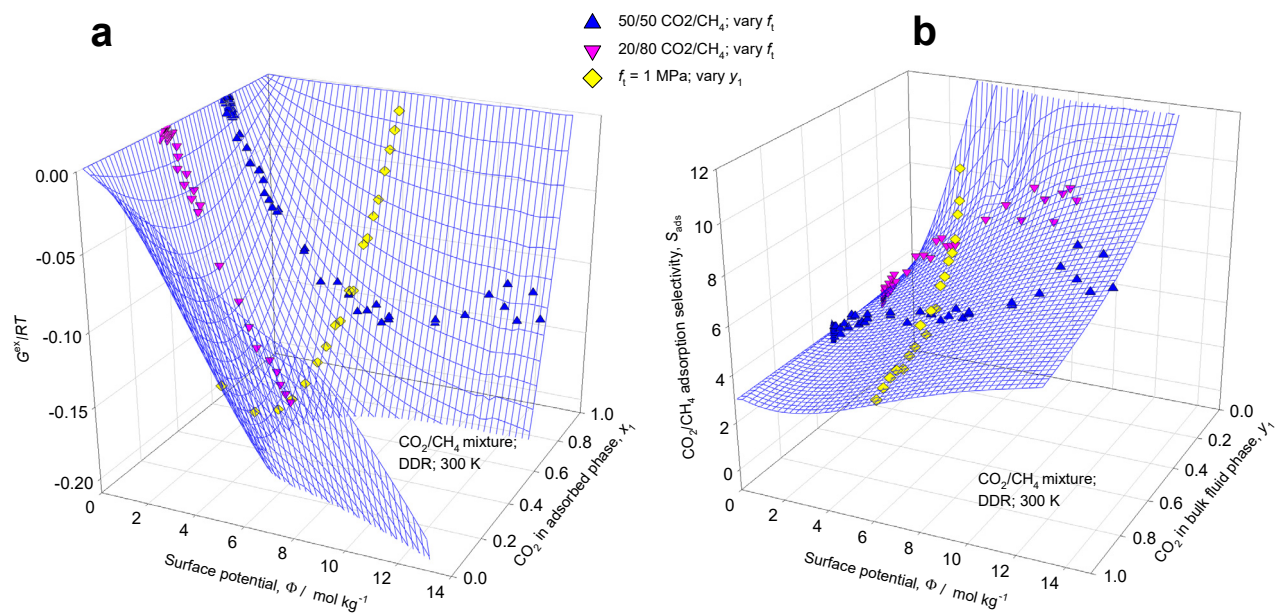 a
b
50/50 CO2/CH₄; vary fₜ
20/80 CO2/CH₄; vary fₜ
fₜ = 1 MPa; vary y₁
0.00
-0.05
-0.10
-0.15
-0.20
Gᵉˣ/RT
0
2
4
6
8
10
12
14
Surface potential, Φ / mol kg⁻¹
0.0
0.2
0.4
0.6
0.8
1.0
CO₂ in adsorbed phase, x₁
CO₂/CH₄ mixture;
DDR; 300 K
12
10
8
6
4
2
0
CO₂/CH₄ adsorption selectivity, S_ads
0
2
4
6
8
10
12
14
Surface potential, Φ / mol kg⁻¹
0.0
0.2
0.4
0.6
0.8
1.0
CO₂ in bulk fluid phase, y₁
CO₂/CH₄ mixture;
DDR; 300 K